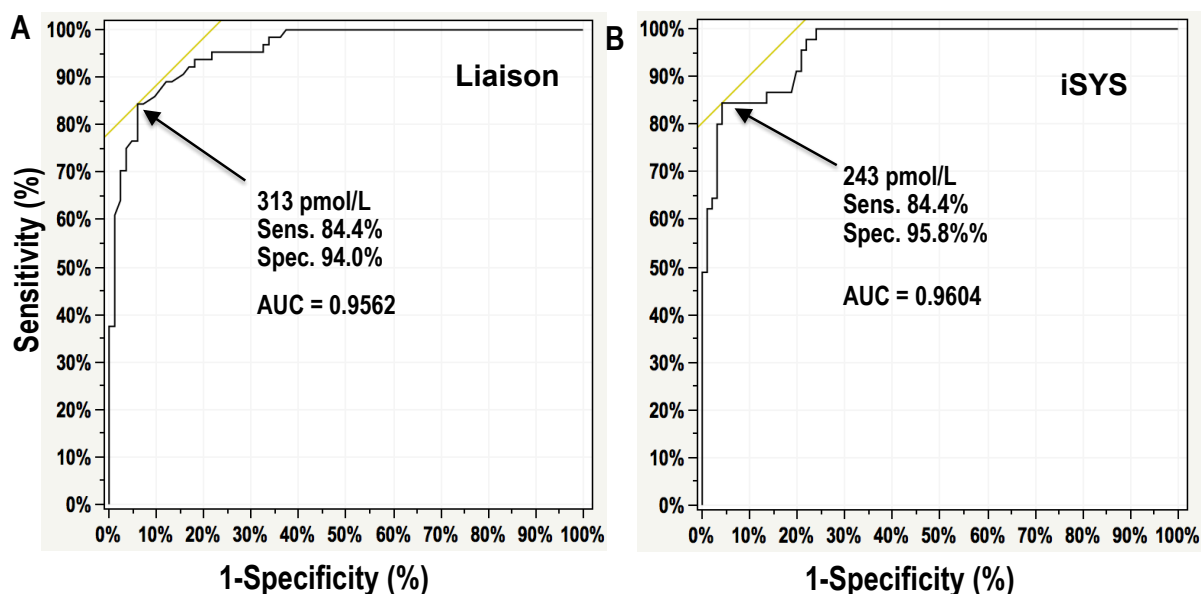 A
Liaison
Sensitivity (%)
100%
90%
80%
70%
60%
50%
40%
30%
20%
10%
0%
313 pmol/L
Sens. 84.4%
Spec. 94.0%
AUC = 0.9562
0% 10% 20% 30% 40% 50% 60% 70% 80% 90% 100%
1-Specificity (%)
B
iSYS
100%
90%
80%
70%
60%
50%
40%
30%
20%
10%
0%
243 pmol/L
Sens. 84.4%
Spec. 95.8%%
AUC = 0.9604
0% 10% 20% 30% 40% 50% 60% 70% 80% 90% 100%
1-Specificity (%)